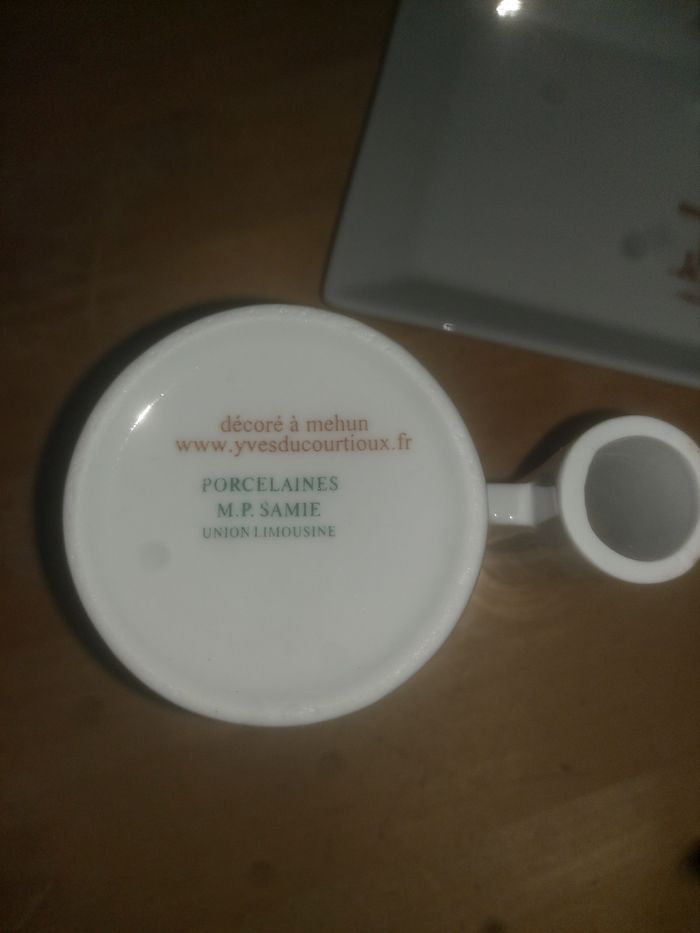 décoré à mehun
www.yvesducourtioux.fr
PORCELAINES
M.P. SAMIE
UNION LIMOUSINE